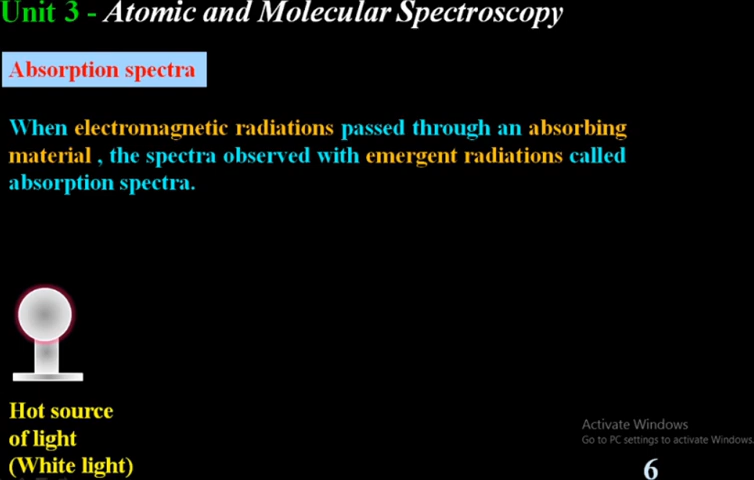 Unit 3 - Atomic and Molecular Spectroscopy
Absorption spectra
When electromagnetic radiations passed through an absorbing
material , the spectra observed with emergent radiations called
absorption spectra.
Hot source
of light
(White light)
Activate Windows
Go to PC settings to activate Windows.
6